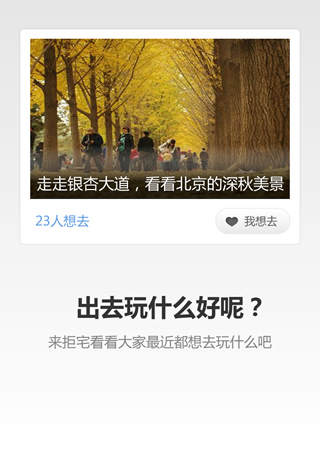 走走银杏大道，看看北京的深秋美景
23人想去
我想去
出去玩什么好呢？
来拒宅看看大家最近都想去玩什么吧